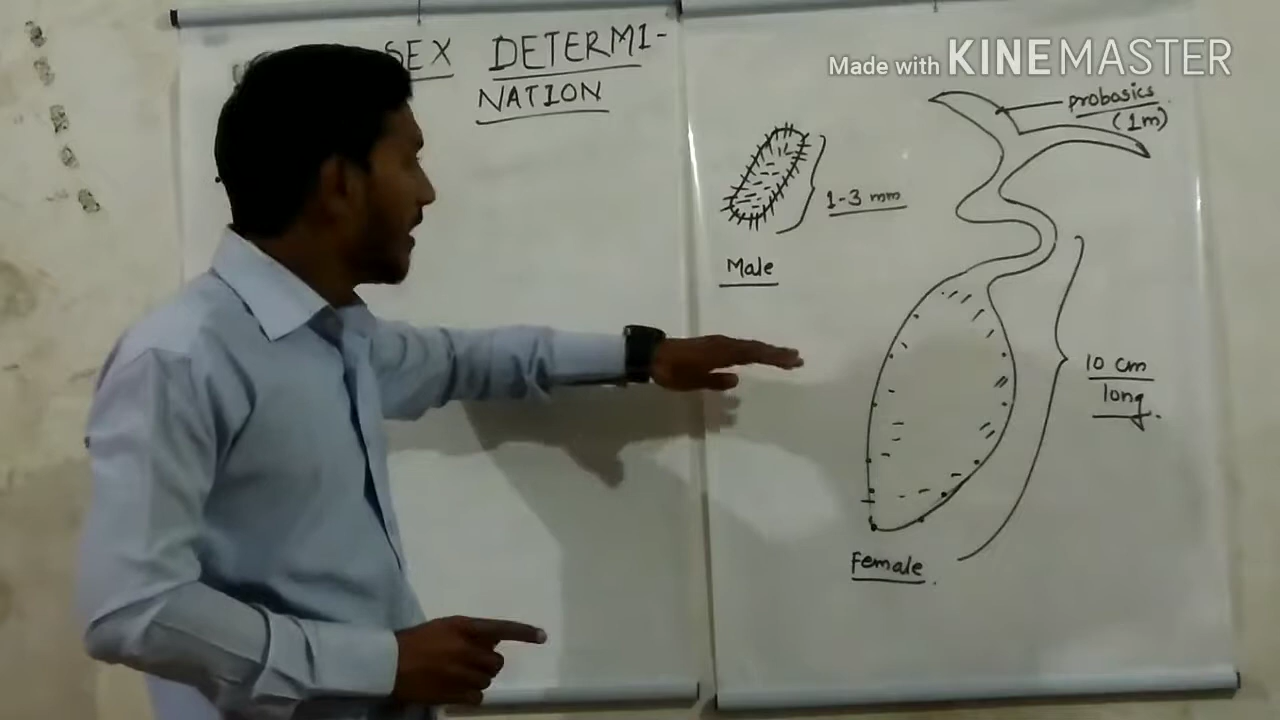 SEX DETERMI-
NATION
Made with KINEMASTER
probosics
(1m)
1-3 mm
Male
10 cm
long
Female